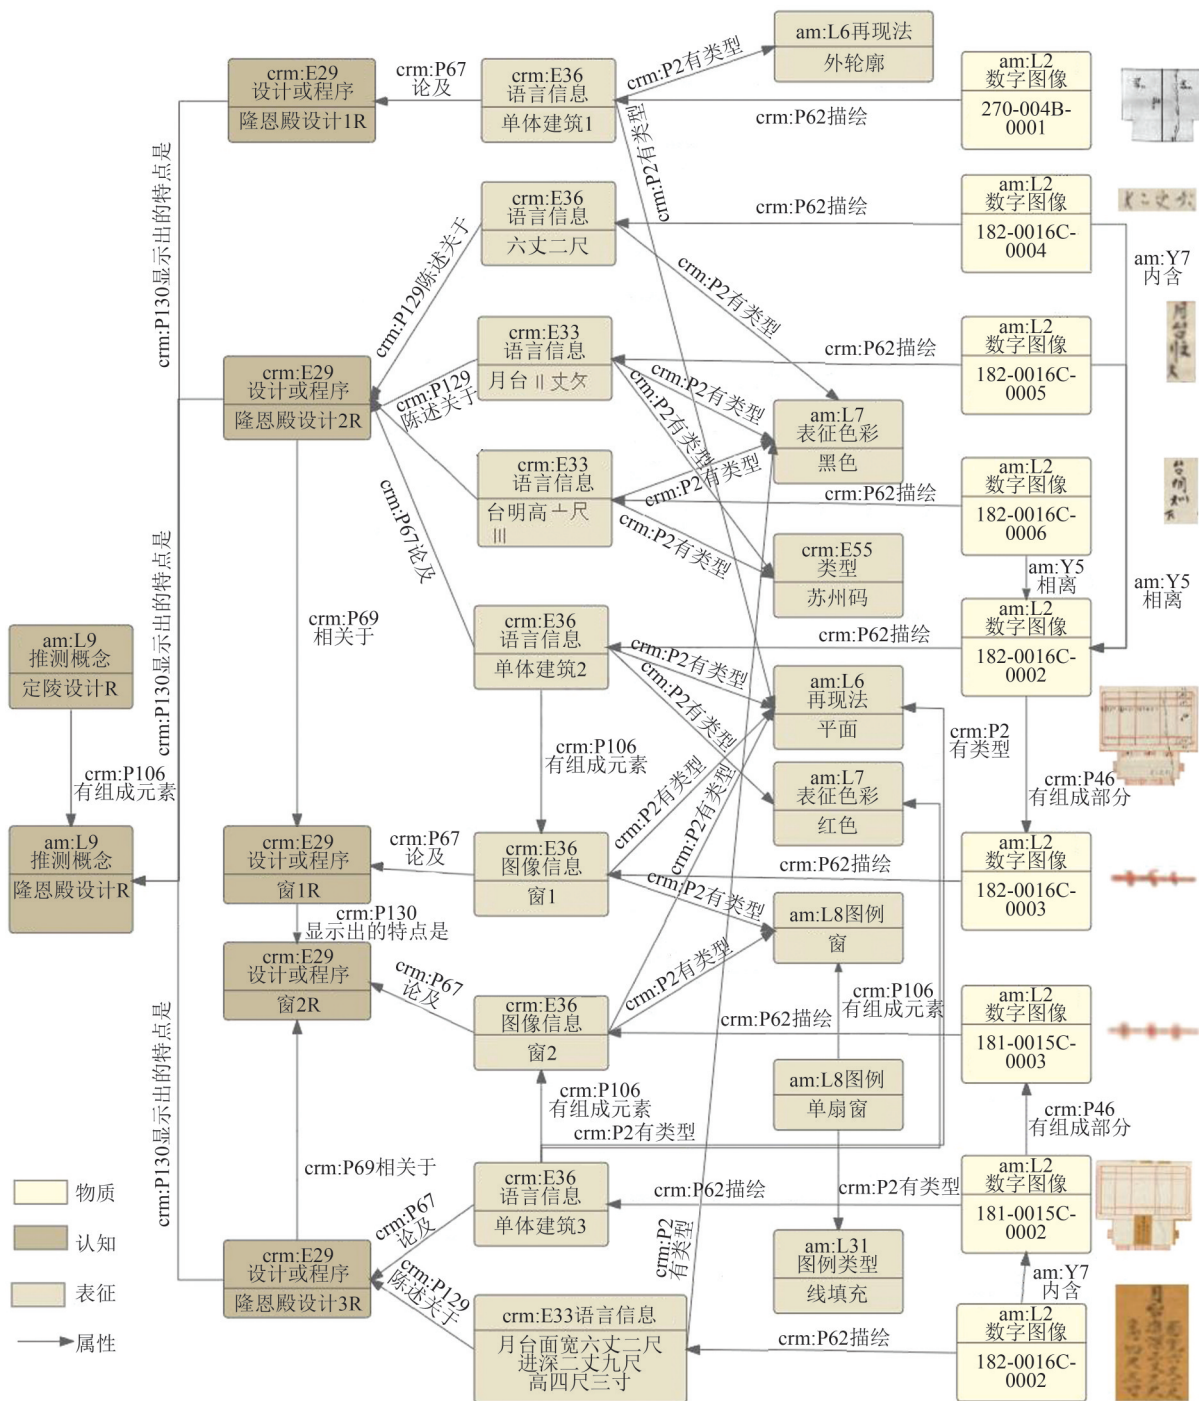 am:L6再现法
外轮廓
crm:P2有类型
crm:E29
设计或程序
隆恩殿设计1R
crm:P67
论及
crm:E36
语言信息
单体建筑1
crm:P62描绘
am:L2
数字图像
270-004B-
0001
crm:P2有类型
crm:P130显示出的特点是
crm:E36
语言信息
六丈二尺
crm:P62描绘
am:L2
数字图像
182-0016C-
0004
am:Y7
内含
crm:P129陈述关于
crm:P2有类型
crm:E33
语言信息
月台〢丈攵
crm:P62描绘
am:L2
数字图像
182-0016C-
0005
crm:E29
设计或程序
隆恩殿设计2R
crm:P129
陈述关于
crm:P2有类型
crm:P2有类型
am:L7
表征色彩
黑色
crm:E33
语言信息
台明高〦尺
〣
crm:P2有类型
crm:P62描绘
am:L2
数字图像
182-0016C-
0006
crm:P67论及
crm:P2有类型
crm:E55
类型
苏州码
am:Y5
相离
am:Y5
相离
crm:P69
相关于
crm:P130显示出的特点是
am:L9
推测概念
定陵设计R
crm:E36
语言信息
单体建筑2
crm:P62描绘
am:L2
数字图像
182-0016C-
0002
crm:P2有类型
am:L6
再现法
平面
crm:P2有类型
crm:P2
有类型
crm:P106
有组成元素
crm:P106
有组成元素
crm:P2有类型
crm:P2有类型
am:L7
表征色彩
红色
crm:P46
有组成部分
am:L9
推测概念
隆恩殿设计R
crm:E29
设计或程序
窗1R
crm:P67
论及
crm:E36
图像信息
窗1
crm:P62描绘
am:L2
数字图像
182-0016C-
0003
crm:P2有类型
am:L8图例
窗
crm:P130
显示出的特点是
crm:E29
设计或程序
窗2R
crm:P67
论及
crm:E36
图像信息
窗2
crm:P2有类型
crm:P106
有组成元素
crm:P62描绘
am:L2
数字图像
181-0015C-
0003
crm:P130显示出的特点是
crm:P106
有组成元素
am:L8图例
单扇窗
crm:P46
有组成部分
crm:P2有类型
crm:P69相关于
crm:E36
语言信息
单体建筑3
crm:P62描绘
crm:P2有类型
am:L2
数字图像
181-0015C-
0002
crm:P67
论及
crm:P2
有类型
am:L31
图例类型
线填充
am:Y7
内含
crm:E29
设计或程序
隆恩殿设计3R
crm:P129
陈述关于
crm:E33语言信息
月台面宽六丈二尺
进深二丈九尺
高四尺三寸
crm:P62描绘
am:L2
数字图像
182-0016C-
0002
物质
认知
表征
属性